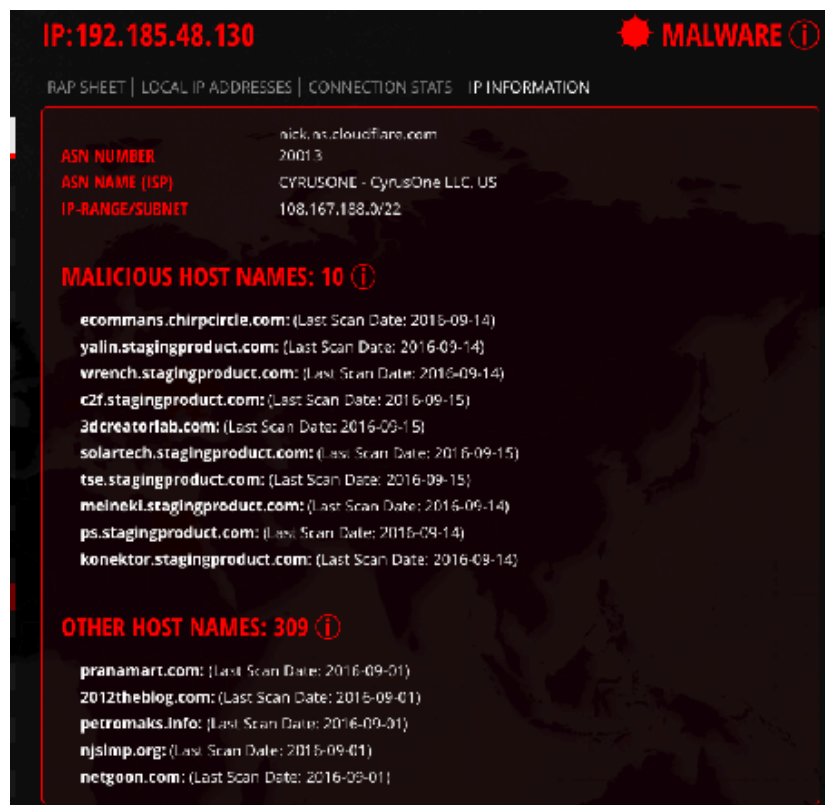 IP:192.185.48.130
MALWARE
RAP SHEET | LOCAL IP ADDRESSES | CONNECTION STATS IP INFORMATION
nick.ns.cloudflare.com
ASN NUMBER 20013
ASN NAME (ISP) CYRUSONE - CyrusOne LLC, US
IP-RANGE/SUBNET 108.167.188.0/22
MALICIOUS HOST NAMES: 10
ecommans.chirpcircle.com: (Last Scan Date: 2016-09-14)
yalin.stagingproduct.com: (Last Scan Date: 2016-09-14)
wrench.stagingproduct.com: (Last Scan Date: 2016-09-14)
c2f.stagingproduct.com: (Last Scan Date: 2016-09-15)
3dcreatorlab.com: (Last Scan Date: 2016-09-15)
solartech.stagingproduct.com: (Last Scan Date: 2016-09-15)
tse.stagingproduct.com: (Last Scan Date: 2016-09-15)
meineki.stagingproduct.com: (Last Scan Date: 2016-09-14)
ps.stagingproduct.com: (Last Scan Date: 2016-09-14)
konektor.stagingproduct.com: (Last Scan Date: 2016-09-14)
OTHER HOST NAMES: 309
pranamart.com: (Last Scan Date: 2016-09-01)
2012theblog.com: (Last Scan Date: 2016-09-01)
petromaks.info: (Last Scan Date: 2016-09-01)
njslmp.org: (Last Scan Date: 2016-09-01)
netgoon.com: (Last Scan Date: 2016-09-01)